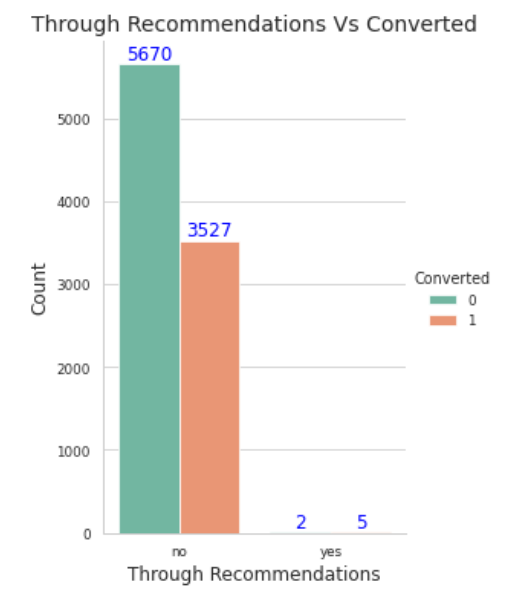 Through Recommendations Vs Converted
5670
5000
4000
3527
Converted
0
1
3000
Count
2000
1000
2 5
0
no yes
Through Recommendations